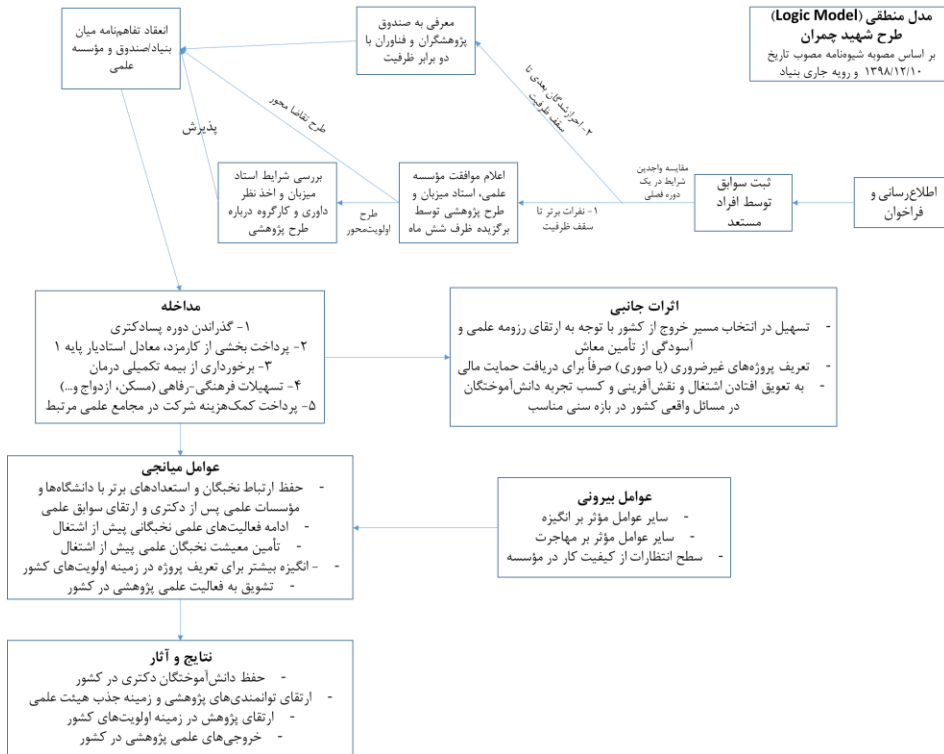 مدل منطقی (Logic Model)
طرح شهید چمران
بر اساس مصوبه شیوه‌نامه مصوب تاریخ
۱۳۹۸/۱۲/۱۰ و رویه جاری بنیاد
اطلاع‌رسانی و
فراخوان
ثبت سوابق
توسط افراد
مستعد
مقایسه واجدین
شرایط در یک
دوره فصلی
۱- نفرات برتر تا
سقف ظرفیت
۲- احرازشدگان بعدی تا
سقف ظرفیت
معرفی به صندوق
پژوهشگران و فناوران با
دو برابر ظرفیت
اعلام موافقت مؤسسه
علمی، استاد میزبان و
طرح پژوهشی توسط
برگزیده ظرف شش ماه
طرح تقاضا محور
طرح
اولویت‌محور
بررسی شرایط استاد
میزبان و اخذ نظر
داوری و کارگروه درباره
طرح پژوهشی
پذیرش
انعقاد تفاهم‌نامه میان
بنیاد/صندوق و مؤسسه
علمی
مداخله
۱- گذراندن دوره پسادکتری
۲- پرداخت بخشی از کارمزد، معادل استادیار پایه ۱
۳- برخورداری از بیمه تکمیلی درمان
۴- تسهیلات فرهنگی-رفاهی (مسکن، ازدواج و...)
۵- پرداخت کمک‌هزینه شرکت در مجامع علمی مرتبط
اثرات جانبی
- تسهیل در انتخاب مسیر خروج از کشور با توجه به ارتقای رزومه علمی و
آسودگی از تأمین معاش
- تعریف پروژه‌های غیرضروری (یا صوری) صرفاً برای دریافت حمایت مالی
- به تعویق افتادن اشتغال و نقش‌آفرینی و کسب تجربه دانش‌آموختگان
در مسائل واقعی کشور در بازه سنی مناسب
عوامل میانجی
- حفظ ارتباط نخبگان و استعدادهای برتر با دانشگاه‌ها و
مؤسسات علمی پس از دکتری و ارتقای سوابق علمی
- ادامه فعالیت‌های علمی نخبگانی پیش از اشتغال
- تأمین معیشت نخبگان علمی پیش از اشتغال
- -انگیزه بیشتر برای تعریف پروژه در زمینه اولویت‌های کشور
- تشویق به فعالیت علمی پژوهشی در کشور
عوامل بیرونی
- سایر عوامل مؤثر بر انگیزه
- سایر عوامل مؤثر بر مهاجرت
- سطح انتظارات از کیفیت کار در مؤسسه
نتایج و آثار
- حفظ دانش‌آموختگان دکتری در کشور
- ارتقای توانمندی‌های پژوهشی و زمینه جذب هیئت علمی
- ارتقای پژوهش در زمینه اولویت‌های کشور
- خروجی‌های علمی پژوهشی در کشور